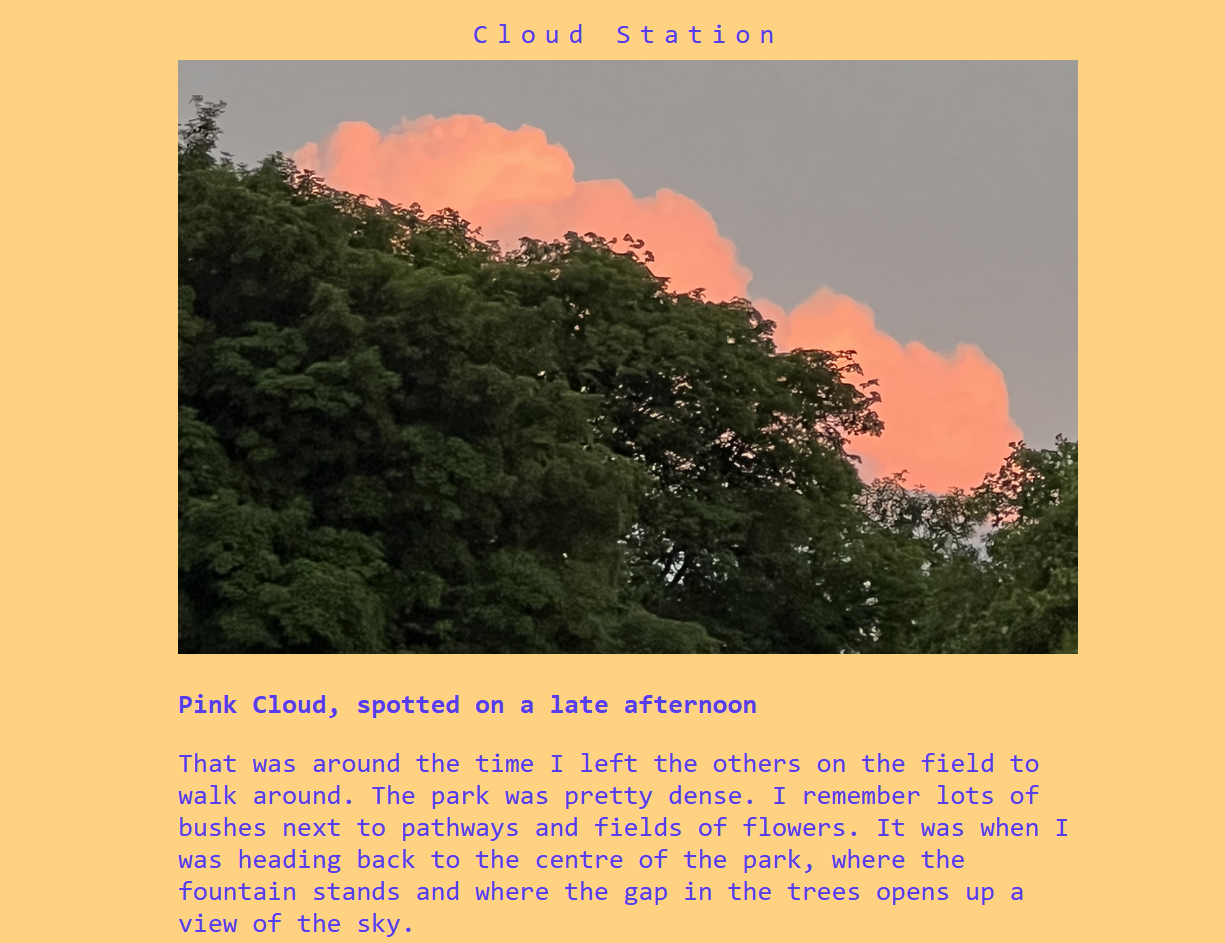 Cloud Station
Pink Cloud, spotted on a late afternoon
That was around the time I left the others on the field to
walk around. The park was pretty dense. I remember lots of
bushes next to pathways and fields of flowers. It was when I
was heading back to the centre of the park, where the
fountain stands and where the gap in the trees opens up a
view of the sky.